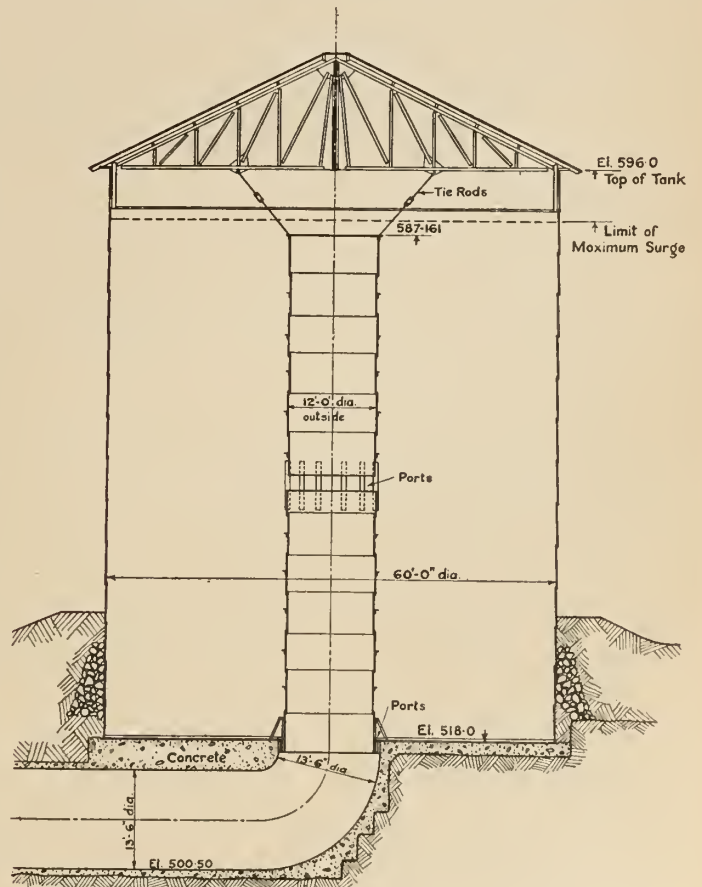 El. 596·0
Top of Tank
Tie Rods
587·161
Limit of
Moximum Surge
12'-0" dia.
outside
Ports
60'-0" dia.
Ports
El. 518·0
Concrete
13'-6" dia.
13'-6" dia.
El. 500·50